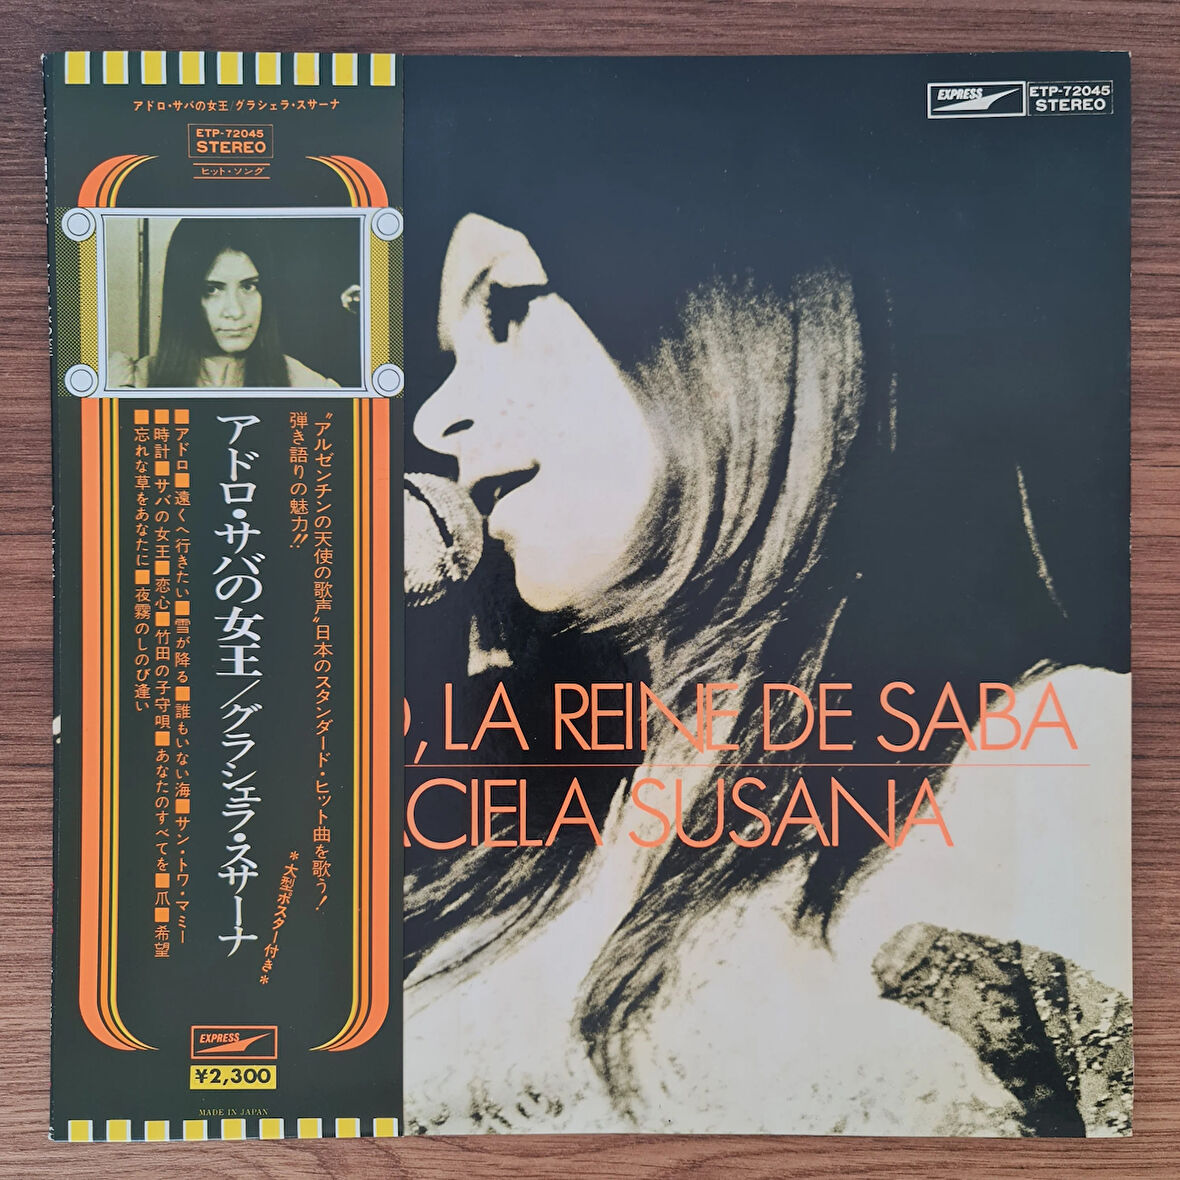 アドロ・サバの女王/グラシェラ・スサーナ
ETP-72045
STEREO
ヒット・ソング
〝アルゼンチンの天使の歌声〟日本のスタンダード・ヒット曲を歌う!
弾き語りの魅力!!
*大型ポスター付き*
アドロ・サバの女王/グラシェラ・スサーナ
■アドロ■遠くへ行きたい■雪が降る■誰もいない海■サン・トワ・マミー
■時計■サバの女王■恋心■竹田の子守唄■あなたのすべてを■爪■希望
■忘れな草をあなたに■夜霧のしのび逢い
EXPRESS
¥2,300
MADE IN JAPAN
EXPRESS
ETP-72045
STEREO
, LA REINE DE SABA
ACIELA SUSANA